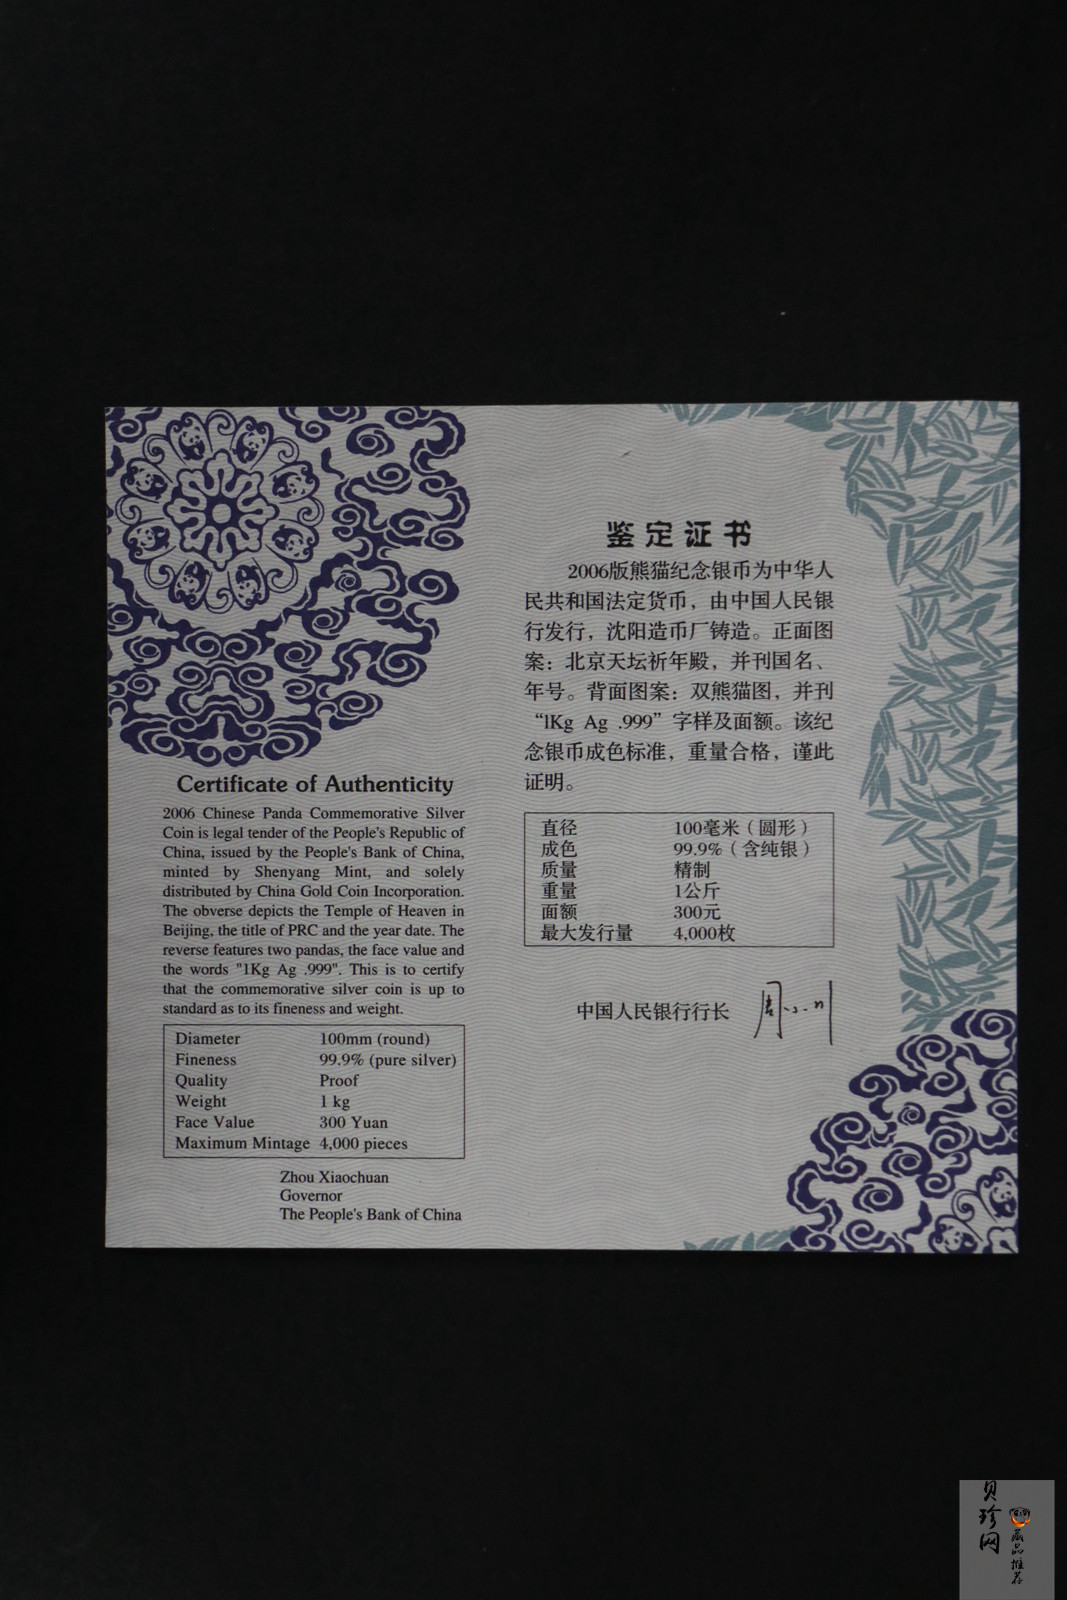 Certificate of Authenticity
2006 Chinese Panda Commemorative Silver
Coin is legal tender of the People's Republic of
China, issued by the People's Bank of China,
minted by Shenyang Mint, and solely
distributed by China Gold Coin Incorporation.
The obverse depicts the Temple of Heaven in
Beijing, the title of PRC and the year date. The
reverse features two pandas, the face value and
the words "1Kg Ag .999". This is to certify
that the commemorative silver coin is up to
standard as to its fineness and weight.
Diameter 100mm (round)
Fineness 99.9% (pure silver)
Quality Proof
Weight 1 kg
Face Value 300 Yuan
Maximum Mintage 4,000 pieces
Zhou Xiaochuan
Governor
The People's Bank of China
鉴定证书
2006版熊猫纪念银币为中华人
民共和国法定货币，由中国人民银
行发行，沈阳造币厂铸造。正面图
案：北京天坛祈年殿，并刊国名、
年号。背面图案：双熊猫图，并刊
“1Kg Ag .999”字样及面额。该纪
念银币成色标准，重量合格，谨此
证明。
直径 100毫米（圆形）
成色 99.9%（含纯银）
质量 精制
重量 1公斤
面额 300元
最大发行量 4,000枚
中国人民银行行长 周小川
贝珍网
藏品推荐